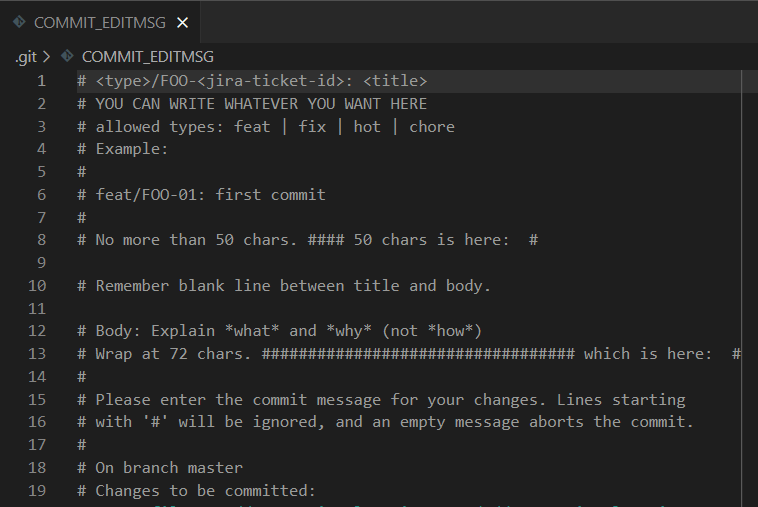 COMMIT_EDITMSG ×
.git > COMMIT_EDITMSG
1 # <type>/FOO-<jira-ticket-id>: <title>
2 # YOU CAN WRITE WHATEVER YOU WANT HERE
3 # allowed types: feat | fix | hot | chore
4 # Example:
5 #
6 # feat/FOO-01: first commit
7 #
8 # No more than 50 chars. #### 50 chars is here:  #
9
10 # Remember blank line between title and body.
11
12 # Body: Explain *what* and *why* (not *how*)
13 # Wrap at 72 chars. ################################## which is here:  #
14 #
15 # Please enter the commit message for your changes. Lines starting
16 # with '#' will be ignored, and an empty message aborts the commit.
17 #
18 # On branch master
19 # Changes to be committed: